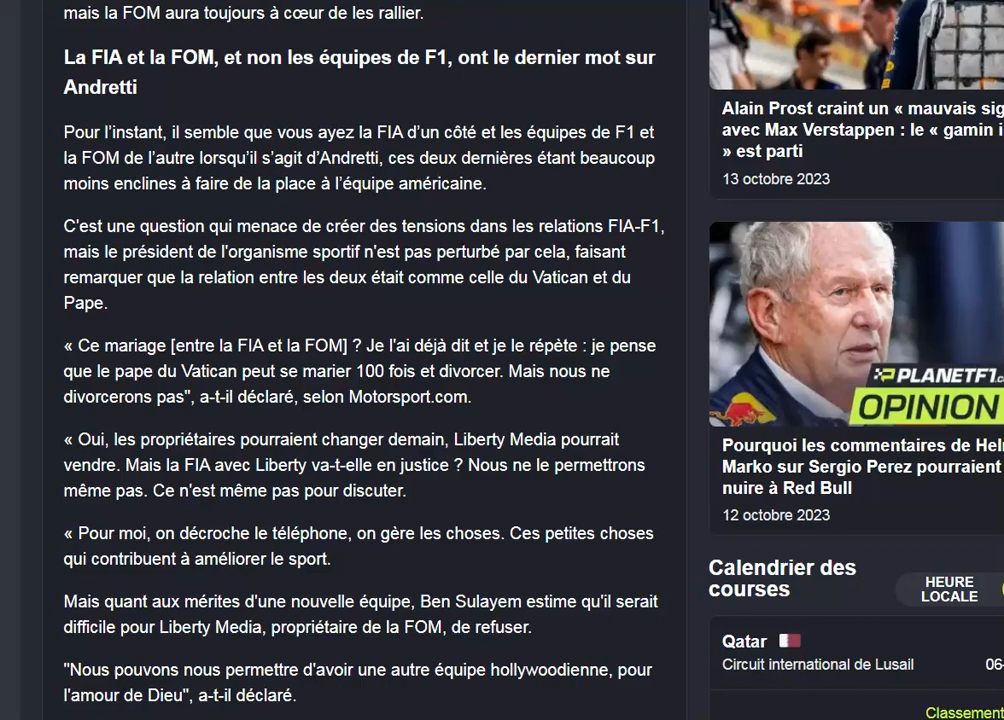 mais la FOM aura toujours à cœur de les rallier.
La FIA et la FOM, et non les équipes de F1, ont le dernier mot sur
Andretti
Pour l’instant, il semble que vous ayez la FIA d’un côté et les équipes de F1 et
la FOM de l’autre lorsqu’il s’agit d’Andretti, ces deux dernières étant beaucoup
moins enclines à faire de la place à l’équipe américaine.
C'est une question qui menace de créer des tensions dans les relations FIA-F1,
mais le président de l'organisme sportif n'est pas perturbé par cela, faisant
remarquer que la relation entre les deux était comme celle du Vatican et du
Pape.
« Ce mariage [entre la FIA et la FOM] ? Je l'ai déjà dit et je le répète : je pense
que le pape du Vatican peut se marier 100 fois et divorcer. Mais nous ne
divorcerons pas", a-t-il déclaré, selon Motorsport.com.
« Oui, les propriétaires pourraient changer demain, Liberty Media pourrait
vendre. Mais la FIA avec Liberty va-t-elle en justice ? Nous ne le permettrons
même pas. Ce n'est même pas pour discuter.
« Pour moi, on décroche le téléphone, on gère les choses. Ces petites choses
qui contribuent à améliorer le sport.
Mais quant aux mérites d'une nouvelle équipe, Ben Sulayem estime qu'il serait
difficile pour Liberty Media, propriétaire de la FOM, de refuser.
"Nous pouvons nous permettre d'avoir une autre équipe hollywoodienne, pour
l'amour de Dieu", a-t-il déclaré.
Alain Prost craint un « mauvais sig
avec Max Verstappen : le « gamin i
» est parti
13 octobre 2023
PLANETF1.c
OPINION
Pourquoi les commentaires de Hel
Marko sur Sergio Perez pourraient
nuire à Red Bull
12 octobre 2023
Calendrier des
courses
HEURE
LOCALE
Qatar
Circuit international de Lusail
06-
Classement